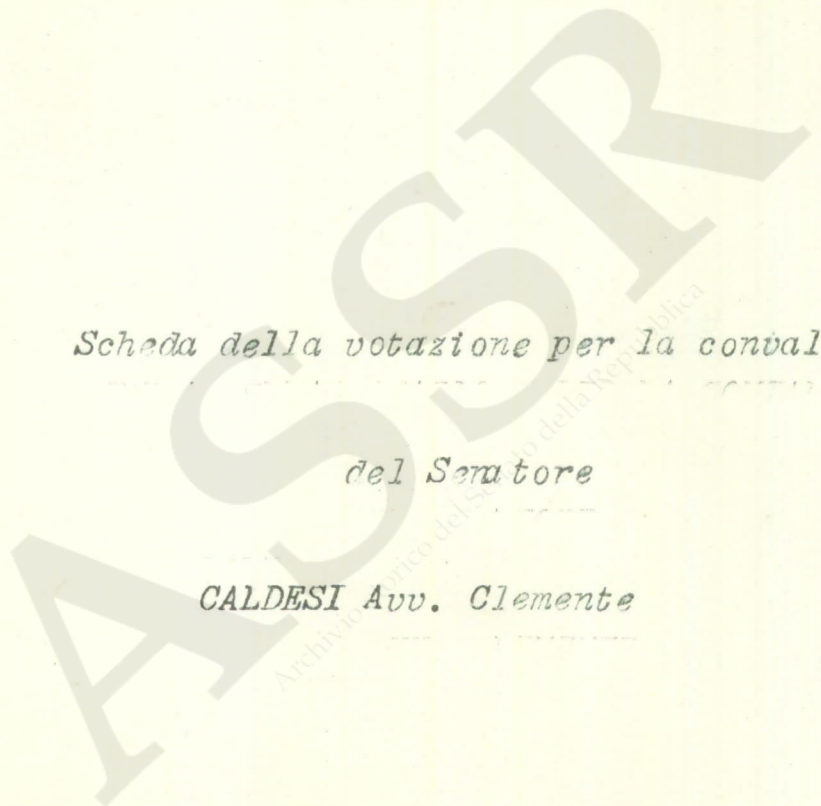 Scheda della votazione per la conval
del Senatore
CALDESI Avv. Clemente
ASSR
Archivio storico del Senato della Repubblica